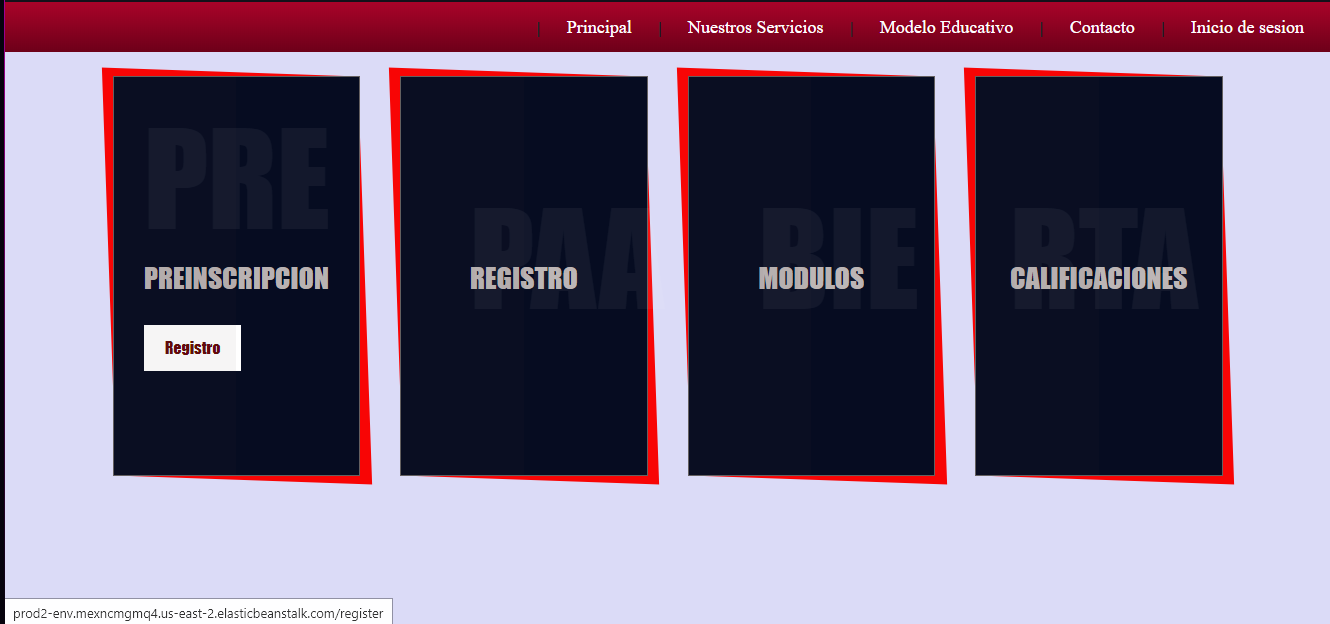 Principal
Nuestros Servicios
Modelo Educativo
Contacto
Inicio de sesion
PRE
PREINSCRIPCION
Registro
PAA
REGISTRO
BIE
MODULOS
RTA
CALIFICACIONES
prod2-env.mexncmgmq4.us-east-2.elasticbeanstalk.com/register